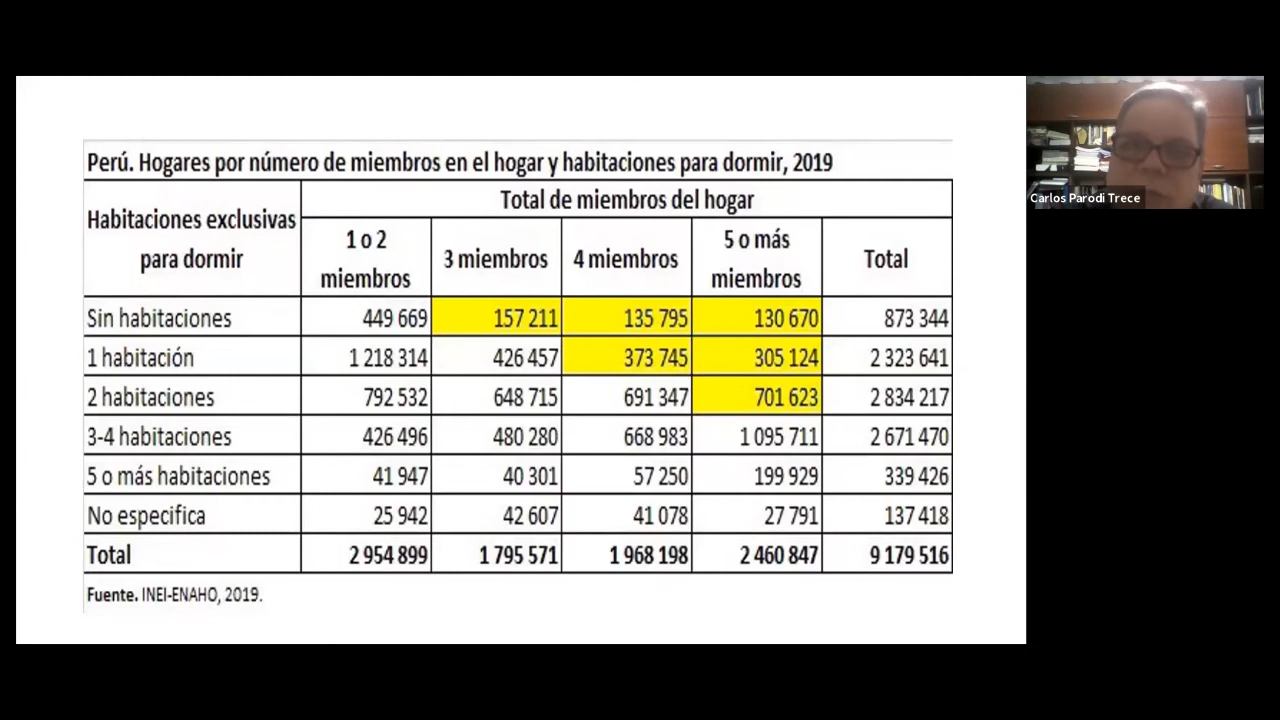 Perú. Hogares por número de miembros en el hogar y habitaciones para dormir, 2019
Habitaciones exclusivas para dormir
Total de miembros del hogar
1 o 2 miembros 3 miembros 4 miembros 5 o más miembros Total
Sin habitaciones 449 669 157 211 135 795 130 670 873 344
1 habitación 1 218 314 426 457 373 745 305 124 2 323 641
2 habitaciones 792 532 648 715 691 347 701 623 2 834 217
3-4 habitaciones 426 496 480 280 668 983 1 095 711 2 671 470
5 o más habitaciones 41 947 40 301 57 250 199 929 339 426
No especifica 25 942 42 607 41 078 27 791 137 418
Total 2 954 899 1 795 571 1 968 198 2 460 847 9 179 516
Fuente. INEI-ENAHO, 2019.
Carlos Parodi Trece